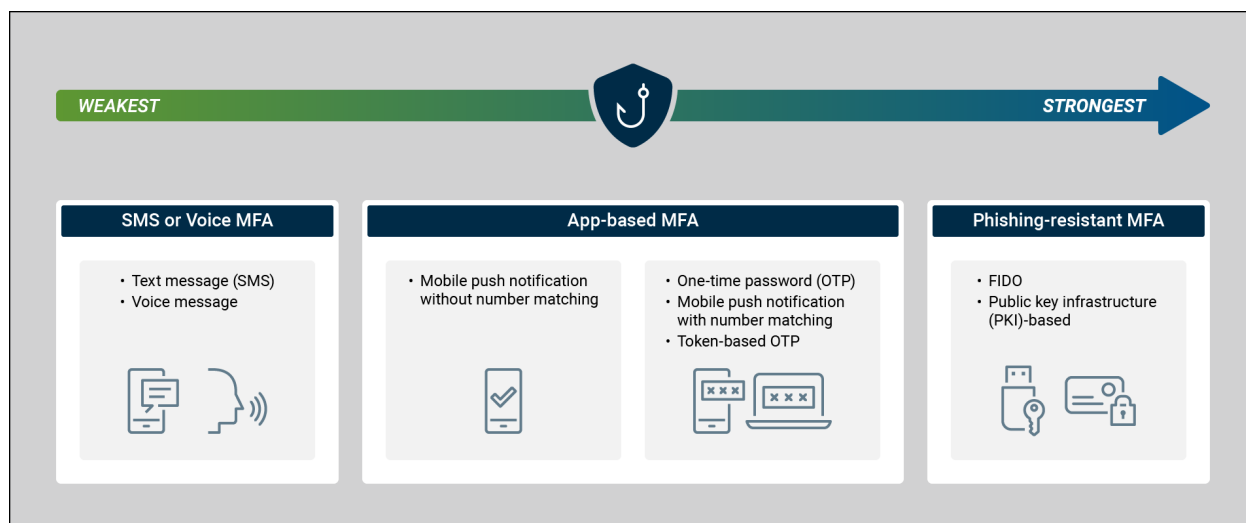 WEAKEST
STRONGEST
SMS or Voice MFA
• Text message (SMS)
• Voice message
App-based MFA
• Mobile push notification
without number matching
• One-time password (OTP)
• Mobile push notification
with number matching
• Token-based OTP
×××
×××
Phishing-resistant MFA
• FIDO
• Public key infrastructure
(PKI)-based